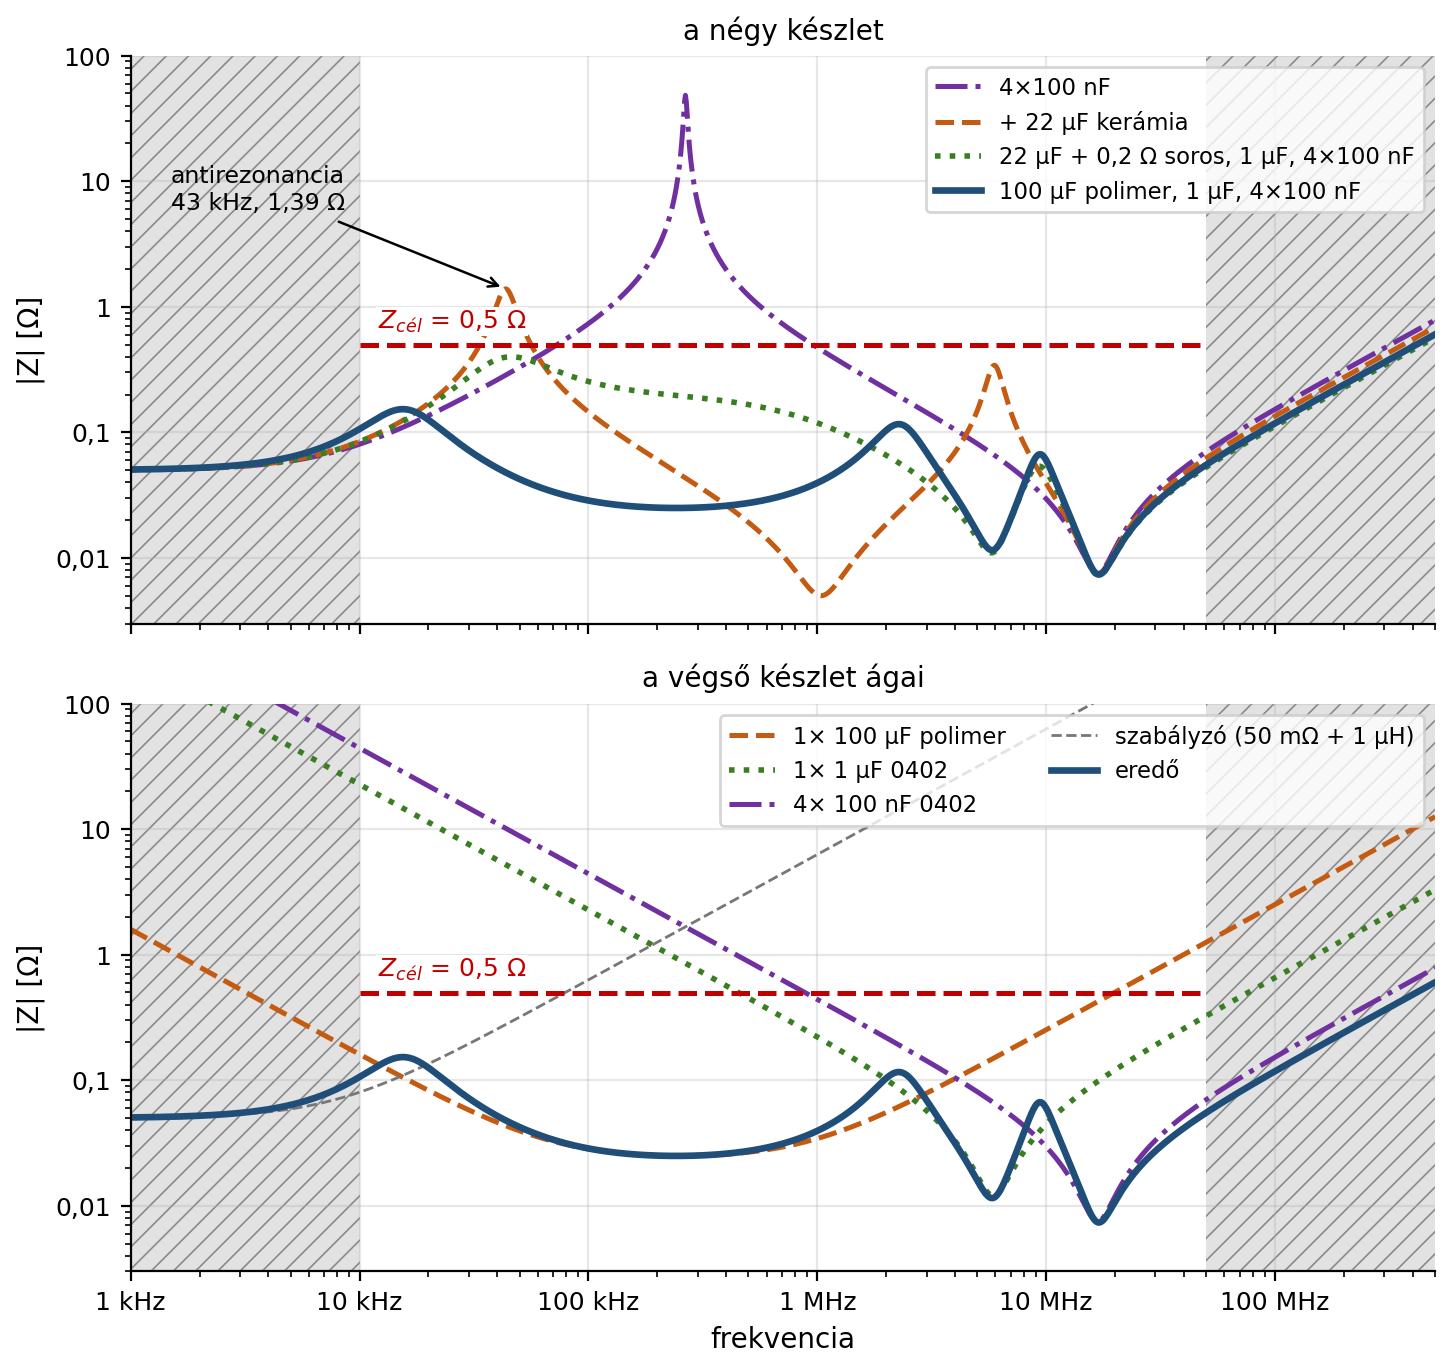 a négy készlet
100
10
1
0,1
0,01
|Z| [Ω]
antirezonancia
43 kHz, 1,39 Ω
Zcél = 0,5 Ω
4×100 nF
+ 22 µF kerámia
22 µF + 0,2 Ω soros, 1 µF, 4×100 nF
100 µF polimer, 1 µF, 4×100 nF
a végső készlet ágai
100
10
1
0,1
0,01
|Z| [Ω]
Zcél = 0,5 Ω
1× 100 µF polimer
1× 1 µF 0402
4× 100 nF 0402
szabályzó (50 mΩ + 1 µH)
eredő
1 kHz 10 kHz 100 kHz 1 MHz 10 MHz 100 MHz
frekvencia